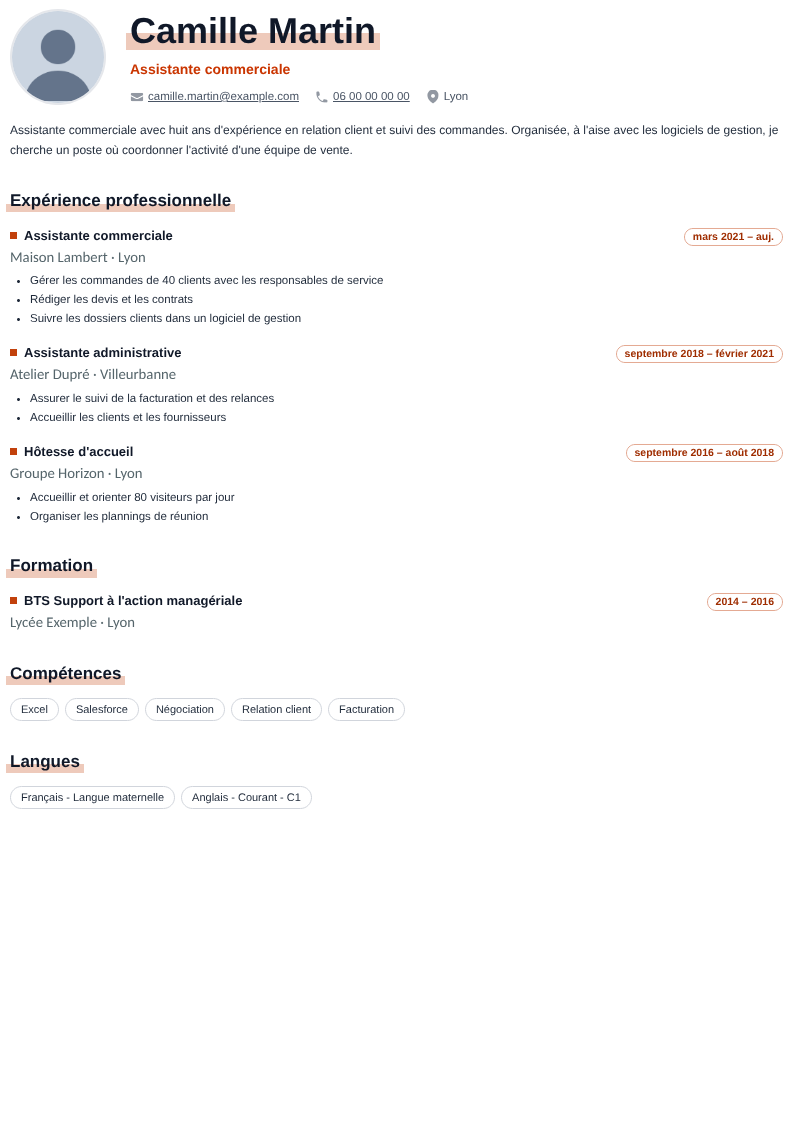 Camille Martin
Assistante commerciale
camille.martin@example.com 06 00 00 00 00 Lyon
Assistante commerciale avec huit ans d'expérience en relation client et suivi des commandes. Organisée, à l'aise avec les logiciels de gestion, je
cherche un poste où coordonner l'activité d'une équipe de vente.
Expérience professionnelle
Assistante commerciale mars 2021 – auj.
Maison Lambert · Lyon
• Gérer les commandes de 40 clients avec les responsables de service
• Rédiger les devis et les contrats
• Suivre les dossiers clients dans un logiciel de gestion
Assistante administrative septembre 2018 – février 2021
Atelier Dupré · Villeurbanne
• Assurer le suivi de la facturation et des relances
• Accueillir les clients et les fournisseurs
Hôtesse d'accueil septembre 2016 – août 2018
Groupe Horizon · Lyon
• Accueillir et orienter 80 visiteurs par jour
• Organiser les plannings de réunion
Formation
BTS Support à l'action managériale 2014 – 2016
Lycée Exemple · Lyon
Compétences
Excel Salesforce Négociation Relation client Facturation
Langues
Français - Langue maternelle Anglais - Courant - C1